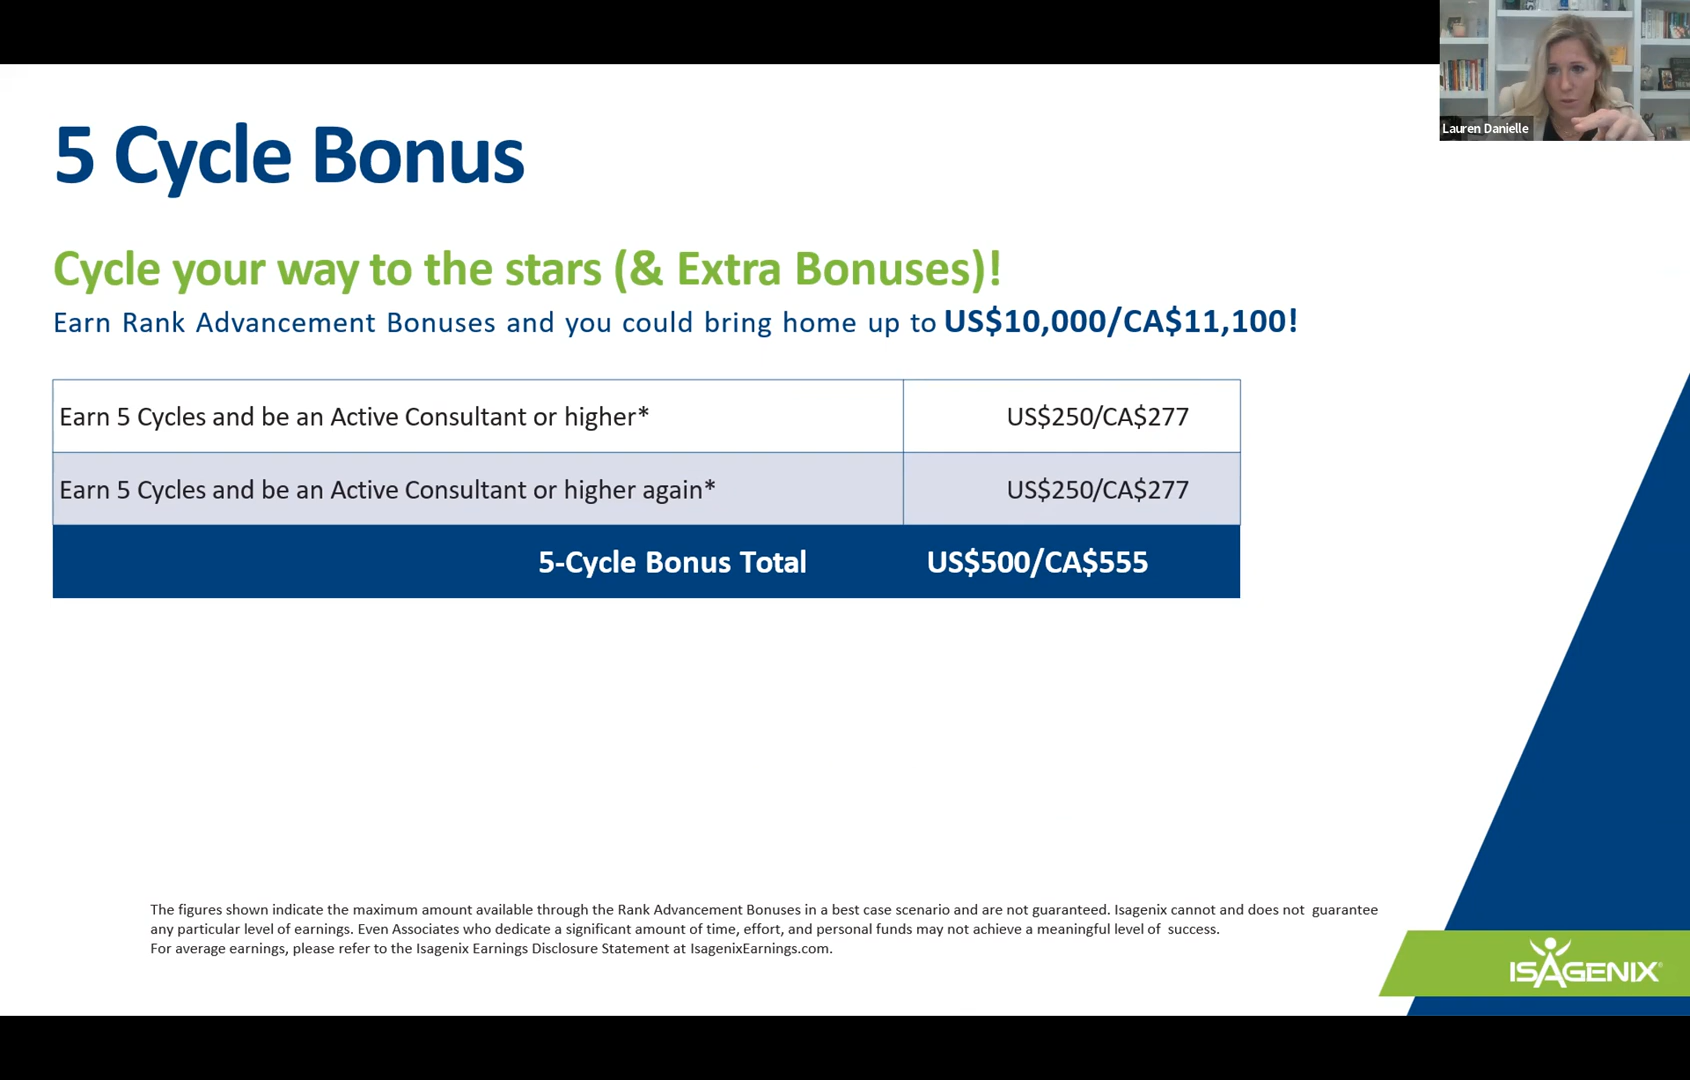 Lauren Danielle
5 Cycle Bonus
Cycle your way to the stars (& Extra Bonuses)!
Earn Rank Advancement Bonuses and you could bring home up to US$10,000/CA$11,100!
Earn 5 Cycles and be an Active Consultant or higher* US$250/CA$277
Earn 5 Cycles and be an Active Consultant or higher again* US$250/CA$277
5-Cycle Bonus Total US$500/CA$555
The figures shown indicate the maximum amount available through the Rank Advancement Bonuses in a best case scenario and are not guaranteed. Isagenix cannot and does not guarantee
any particular level of earnings. Even Associates who dedicate a significant amount of time, effort, and personal funds may not achieve a meaningful level of success.
For average earnings, please refer to the Isagenix Earnings Disclosure Statement at IsagenixEarnings.com.
ISAGENIX®